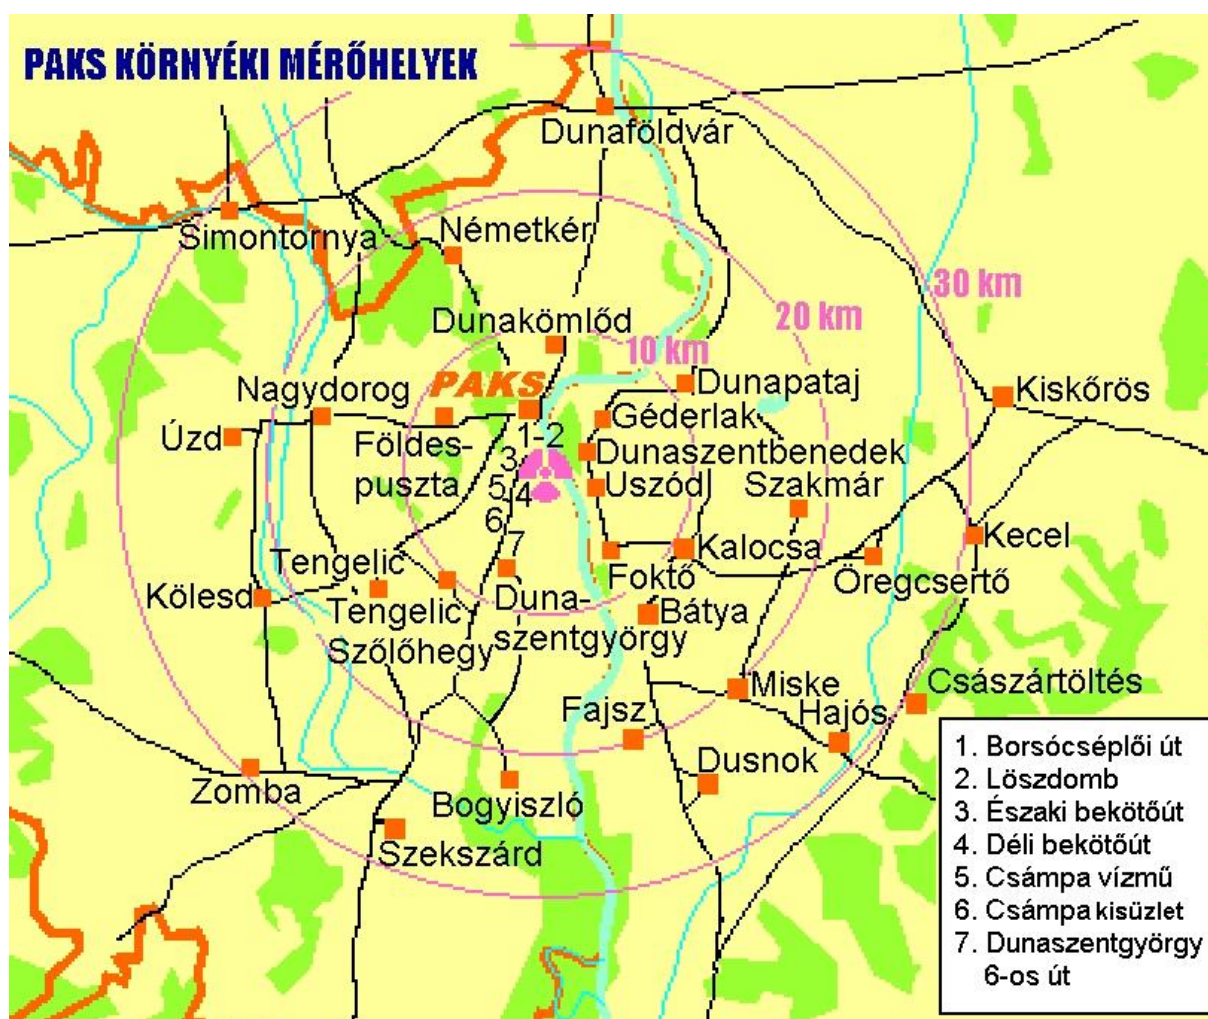 PAKS KÖRNYÉKI MÉRŐHELYEK
Dunaföldvár
Simontornya
Németkér
30 km
20 km
Dunakömlőd
10 km
Nagydorog
PAKS
Dunapataj
Kiskőrös
Úzd
Földes-
puszta
1-2
Géderlak
3
Dunaszentbenedek
5
4
Uszód
Szakmár
6
7
Kalocsa
Kecel
Tengelic
Foktő
Öregcsertő
Kölesd
Tengelic
Szőlőhegy
Duna-
szentgyörgy
Bátya
Miske
Császártöltés
Fajsz
Hajós
Dusnok
Zomba
Bogyiszló
Szekszárd
1. Borsócséplői út
2. Löszdomb
3. Északi bekötőút
4. Déli bekötőút
5. Csámpa vízmű
6. Csámpa kisüzlet
7. Dunaszentgyörgy
6-os út